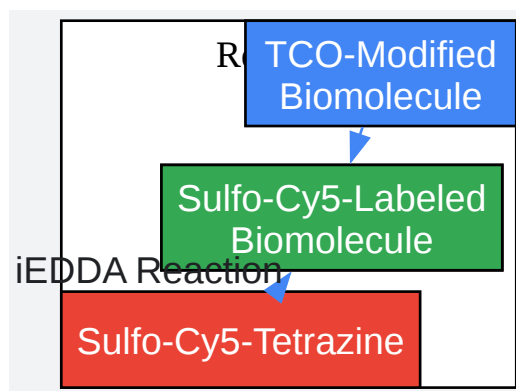 TCO-Modified
Biomolecule
Sulfo-Cy5-Labeled
Biomolecule
iEDDA Reaction
Sulfo-Cy5-Tetrazine